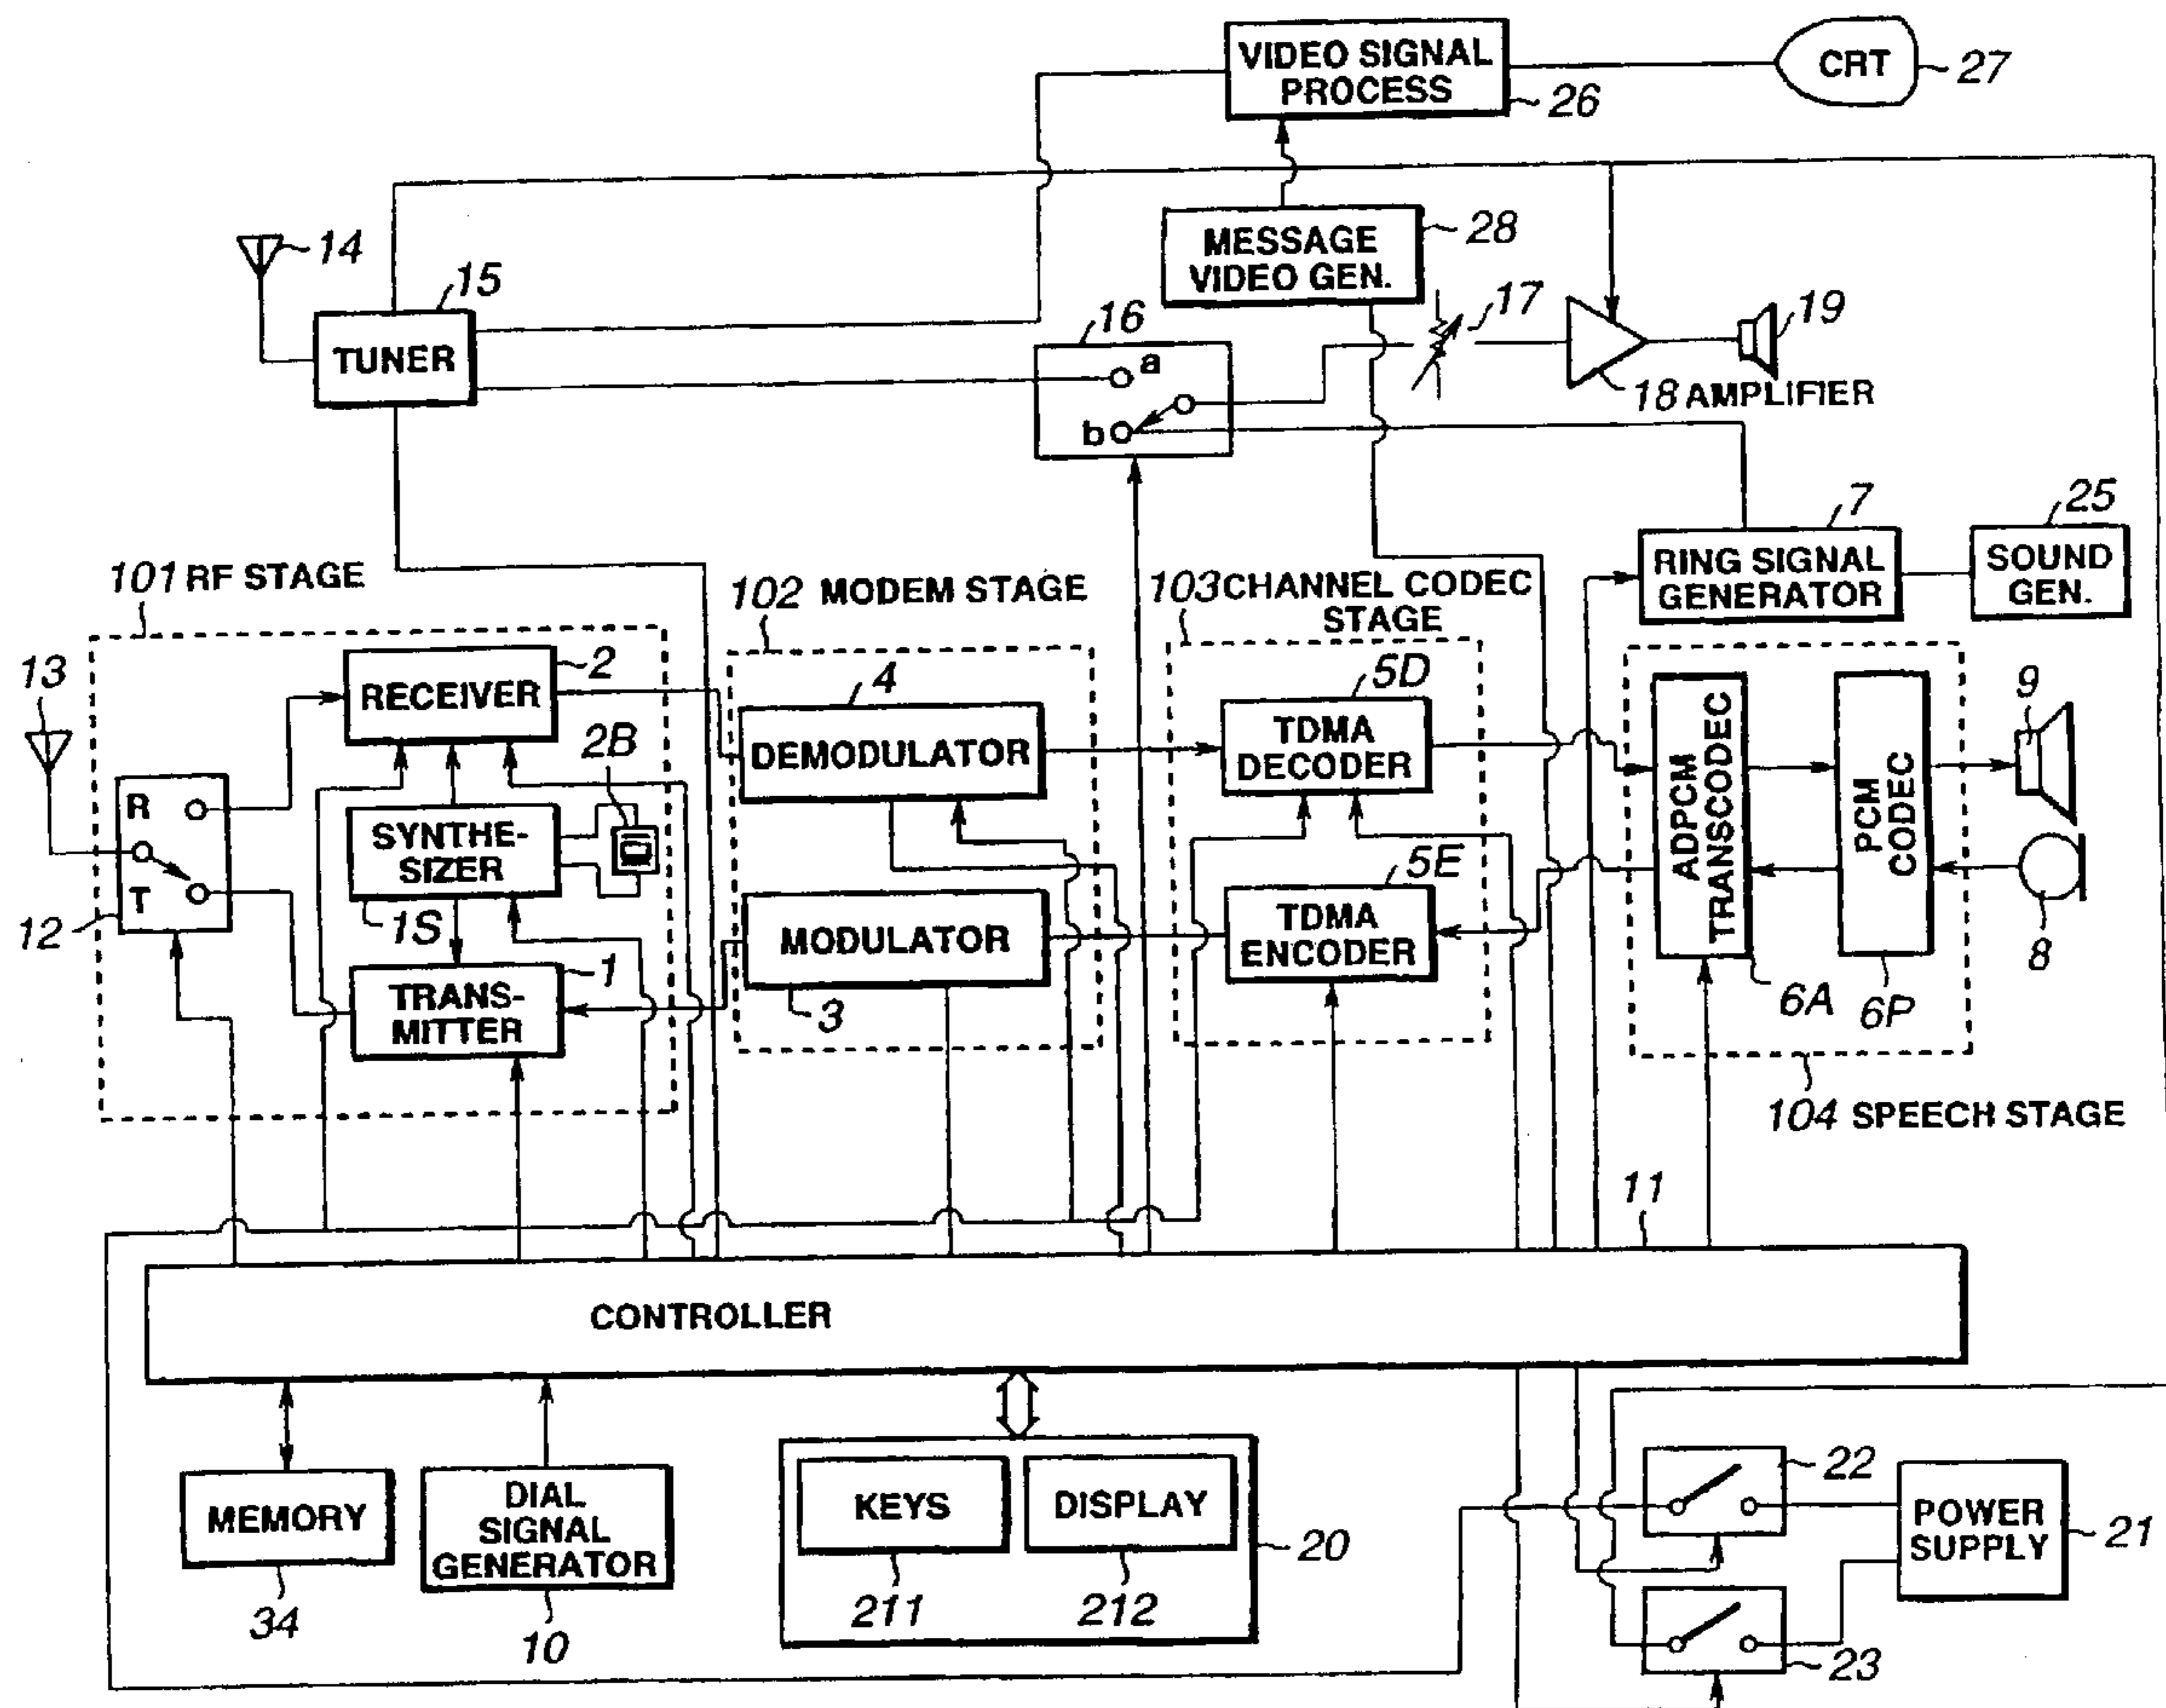 VIDEO SIGNAL
PROCESS
26
CRT
27
14
15
TUNER
MESSAGE
VIDEO GEN.
28
16
a
b
17
18 AMPLIFIER
19
7
25
RING SIGNAL
GENERATOR
SOUND
GEN.
101 RF STAGE
102 MODEM STAGE
103 CHANNEL CODEC
STAGE
13
R
T
12
RECEIVER
2
2B
SYNTHE-
SIZER
1S
1
TRANS-
MITTER
4
DEMODULATOR
MODULATOR
3
5D
TDMA
DECODER
5E
TDMA
ENCODER
ADPCM
TRANSCODEC
6A
PCM
CODEC
6P
9
8
104 SPEECH STAGE
11
CONTROLLER
MEMORY
34
DIAL
SIGNAL
GENERATOR
10
KEYS
211
DISPLAY
212
20
22
23
POWER
SUPPLY
21